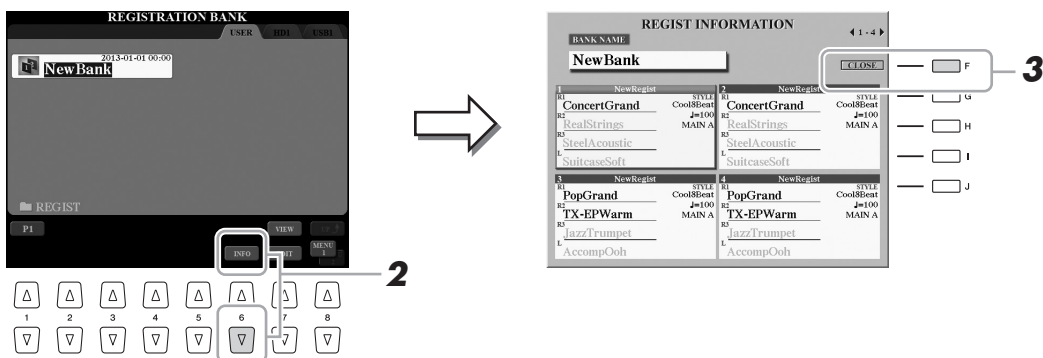 REGISTRATION BANK
USER HD1 USB1
2013-01-01 00:00
NewBank
REGIST
P1 VIEW UP
INFO EDIT MENU 1
2
2
1 2 3 4 5 6 7 8
REGIST INFORMATION
1 - 4
BANK NAME
NewBank
CLOSE
F
3
G
H
I
J
1 NewRegist
R1 STYLE
ConcertGrand Cool8Beat
R2 ♩=100
RealStrings MAIN A
R3
SteelAcoustic
L
SuitcaseSoft
2 NewRegist
R1 STYLE
ConcertGrand Cool8Beat
R2 ♩=100
RealStrings MAIN A
R3
SteelAcoustic
L
SuitcaseSoft
3 NewRegist
R1 STYLE
PopGrand Cool8Beat
R2 ♩=100
TX-EPWarm MAIN A
R3
JazzTrumpet
L
AccompOoh
4 NewRegist
R1 STYLE
PopGrand Cool8Beat
R2 ♩=100
TX-EPWarm MAIN A
R3
JazzTrumpet
L
AccompOoh